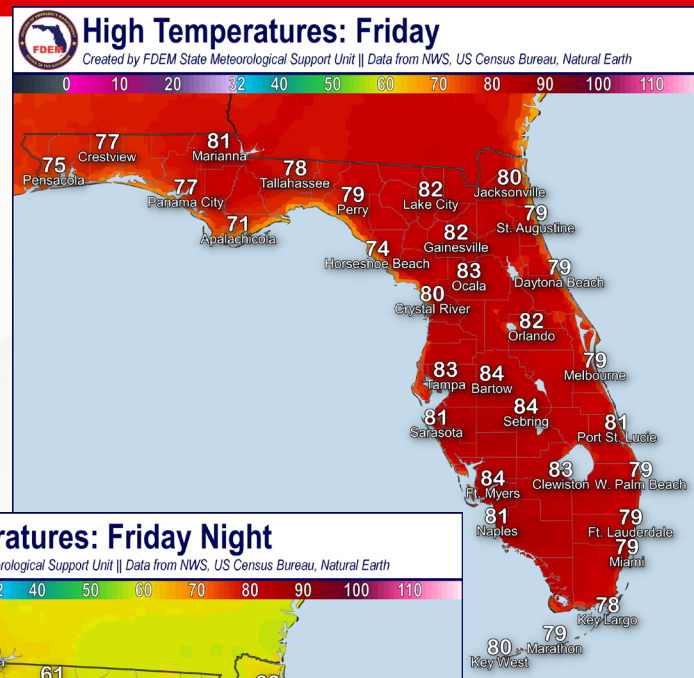 FDEM
High Temperatures: Friday
Created by FDEM State Meteorological Support Unit || Data from NWS, US Census Bureau, Natural Earth
0 10 20 32 40 50 60 70 80 90 100 110
77
Crestview
81
Marianna
75
Pensacola
78
Tallahassee
77
Panama City
79
Perry
82
Lake City
80
Jacksonville
71
Apalachicola
79
St. Augustine
82
Gainesville
74
Horseshoe Beach
83
Ocala
79
Daytona Beach
80
Crystal River
82
Orlando
79
Melbourne
83
Tampa
84
Bartow
84
Sebring
81
Sarasota
81
Port St. Lucie
84
Ft. Myers
83
Clewiston
79
W. Palm Beach
81
Naples
79
Ft. Lauderdale
79
Miami
78
Key Largo
79
Marathon
80
Key West
ratures: Friday Night
orological Support Unit || Data from NWS, US Census Bureau, Natural Earth
40 50 60 70 80 90 100 110
61